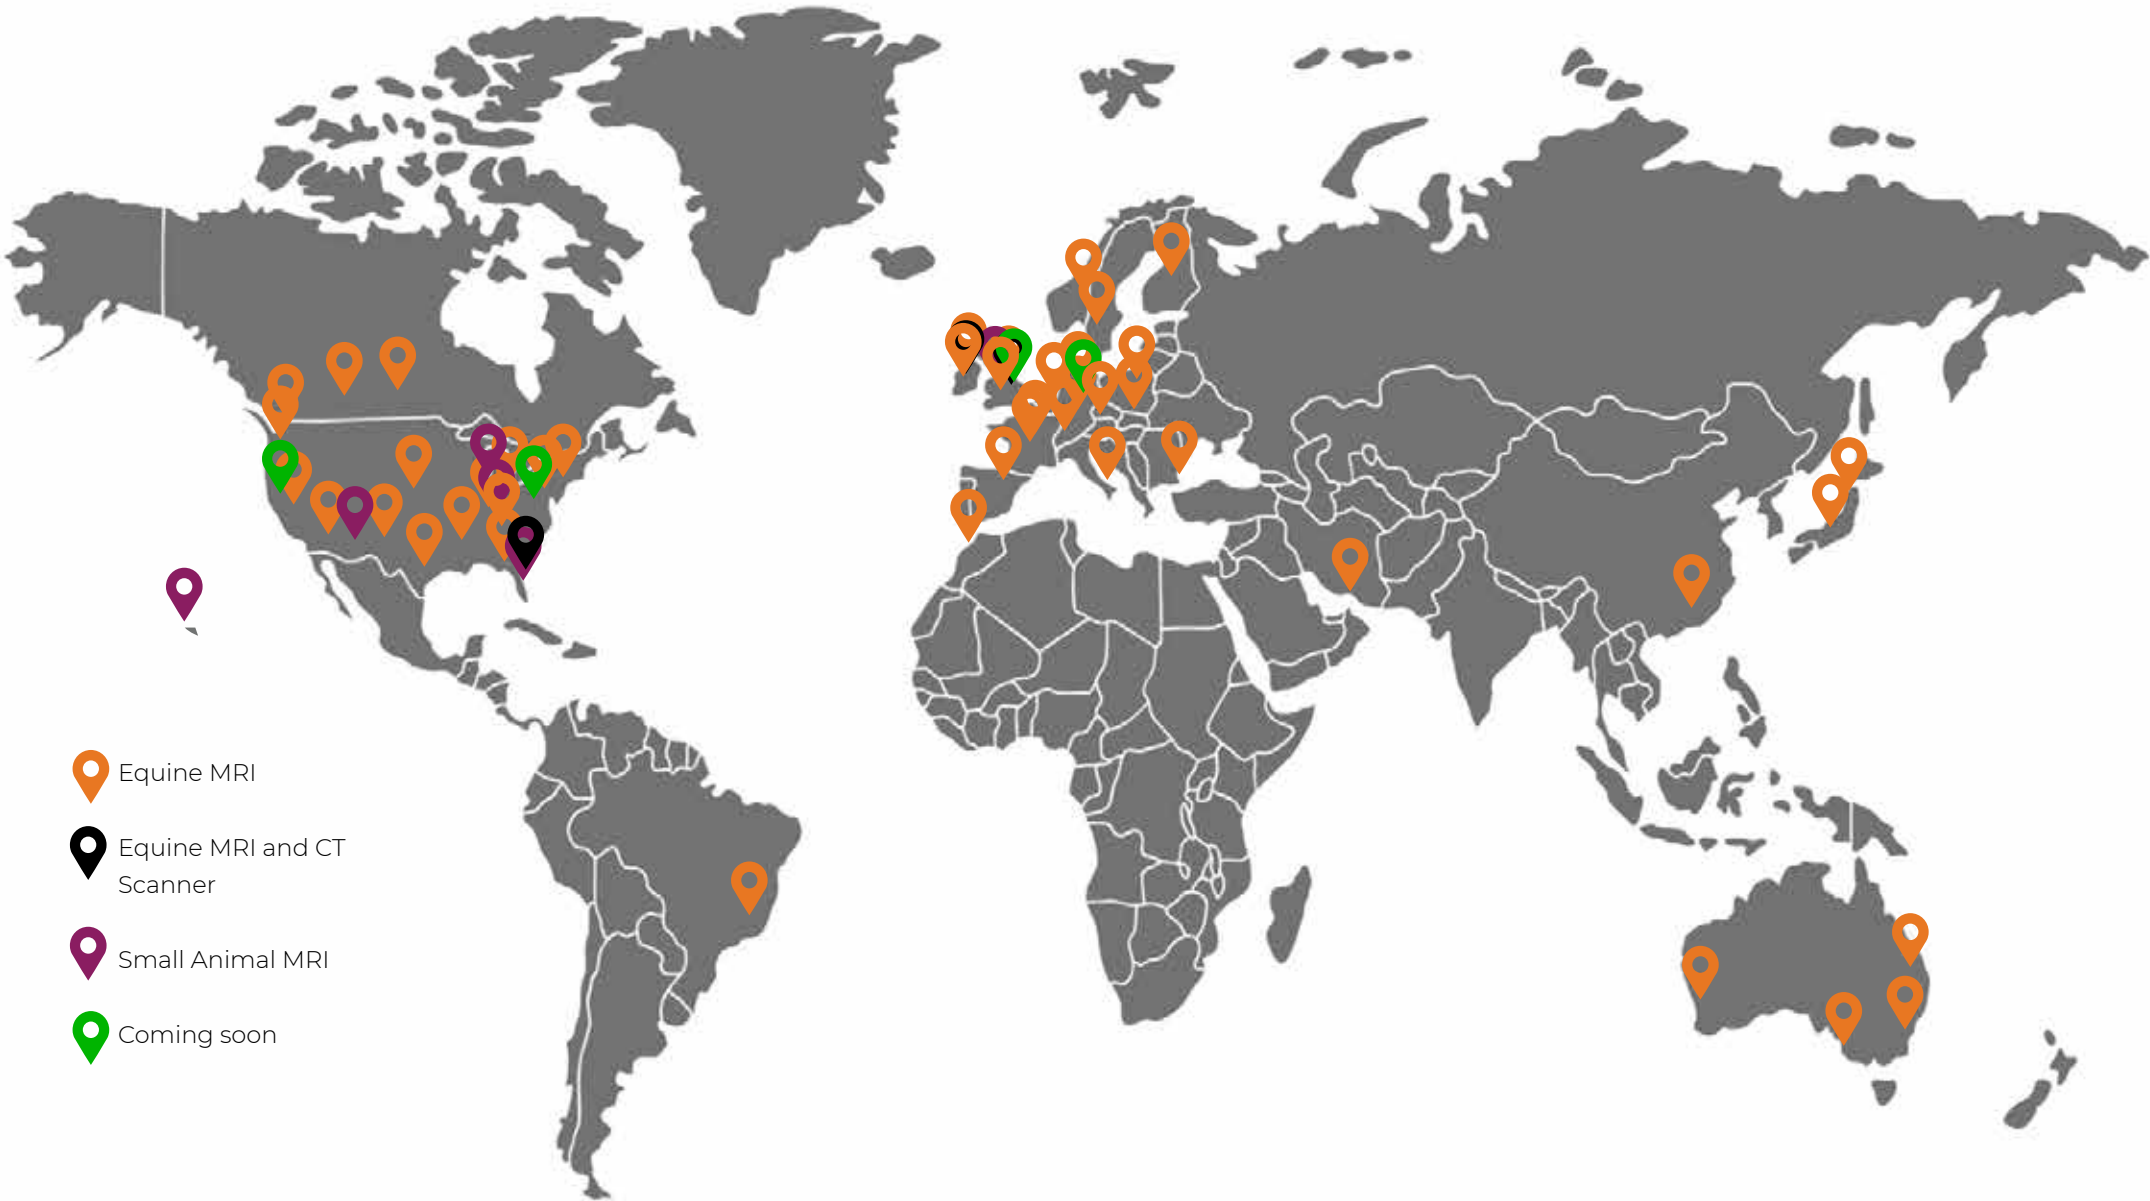 Equine MRI
Equine MRI and CT
Scanner
Small Animal MRI
Coming soon